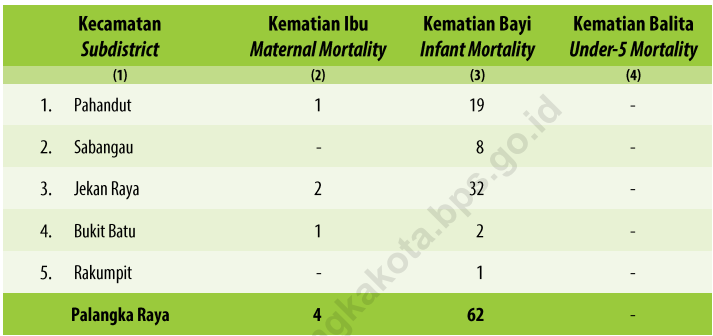 Kecamatan Kematian Ibu Kematian Bayi Kematian Balita
Subdistrict Maternal Mortality Infant Mortality Under-5 Mortality
(1) (2) (3) (4)
1. Pahandut 1 19 -
2. Sabangau - 8 -
3. Jekan Raya 2 32 -
4. Bukit Batu 1 2 -
5. Rakumpit - 1 -
Palangka Raya 4 62 -
ngkakota.bps.go.id